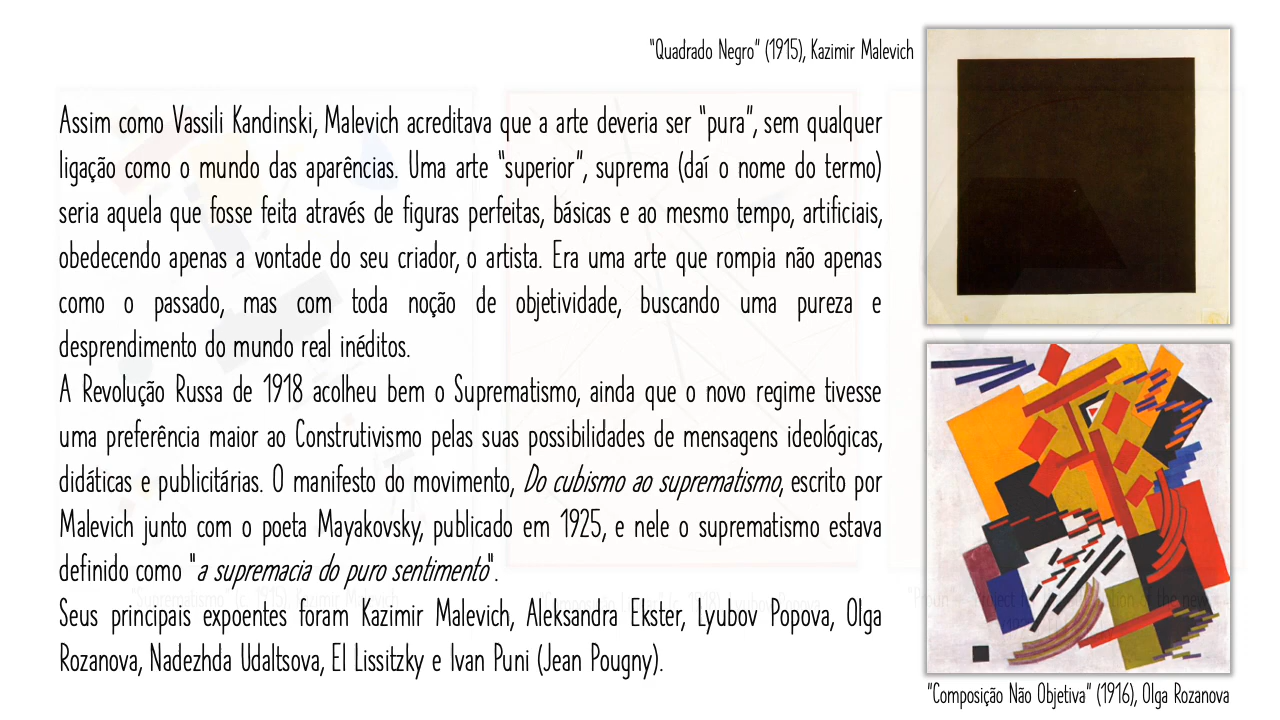 "Quadrado Negro" (1915), Kazimir Malevich
Assim como Vassili Kandinski, Malevich acreditava que a arte deveria ser "pura", sem qualquer
ligação como o mundo das aparências. Uma arte "superior", suprema (daí o nome do termo)
seria aquela que fosse feita através de figuras perfeitas, básicas e ao mesmo tempo, artificiais,
obedecendo apenas a vontade do seu criador, o artista. Era uma arte que rompia não apenas
como o passado, mas com toda noção de objetividade, buscando uma pureza e
desprendimento do mundo real inéditos.
A Revolução Russa de 1918 acolheu bem o Suprematismo, ainda que o novo regime tivesse
uma preferência maior ao Construtivismo pelas suas possibilidades de mensagens ideológicas,
didáticas e publicitárias. O manifesto do movimento, Do cubismo ao suprematismo, escrito por
Malevich junto com o poeta Mayakovsky, publicado em 1925, e nele o suprematismo estava
definido como "a supremacia do puro sentimento".
Seus principais expoentes foram Kazimir Malevich, Aleksandra Ekster, Lyubov Popova, Olga
Rozanova, Nadezhda Udaltsova, El Lissitzky e Ivan Puni (Jean Pougny).
"Composição Não Objetiva" (1916), Olga Rozanova